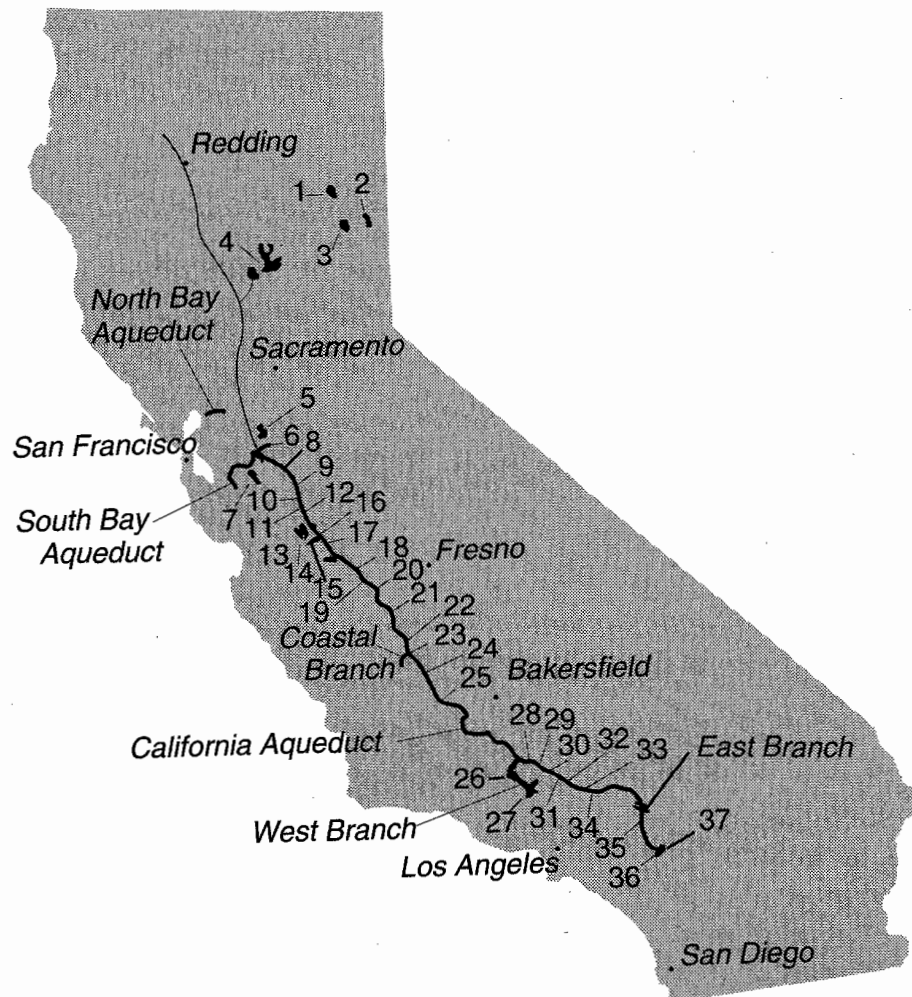 Redding
1
2
3
4
North Bay
Aqueduct
Sacramento
5
San Francisco
6
8
9
7
10
12
16
South Bay
Aqueduct
11
17
13
14
15
18
Fresno
19
20
21
22
Coastal
Branch
23
24
25
Bakersfield
California Aqueduct
28
29
30
32
33
East Branch
26
27
West Branch
31
34
35
37
Los Angeles
36
San Diego